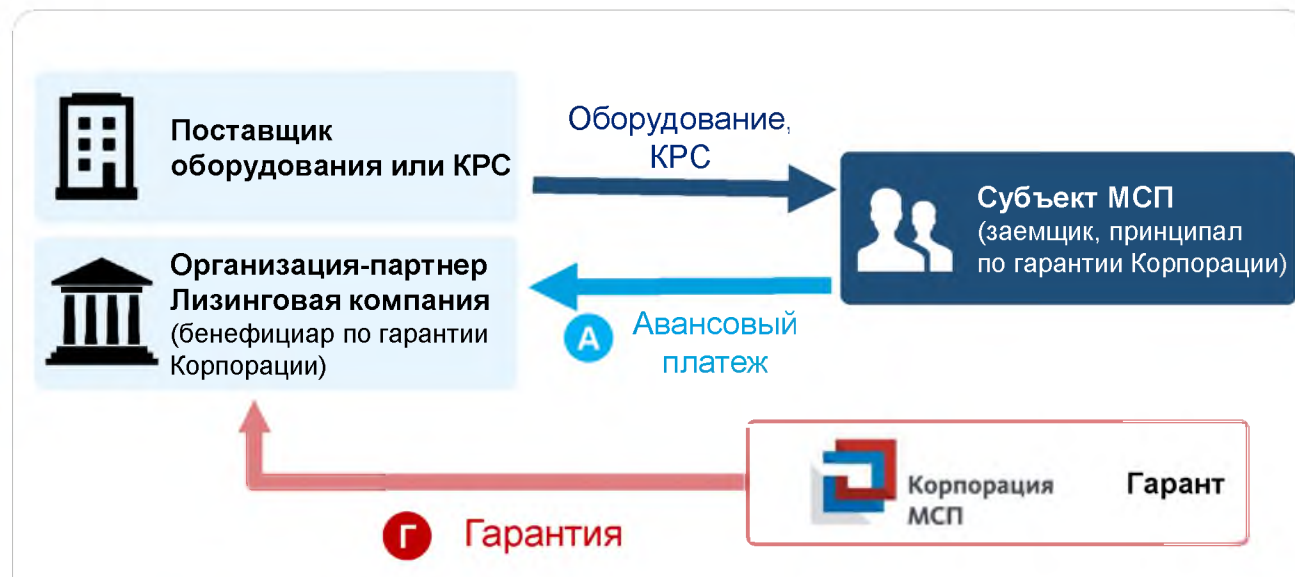 Поставщик
оборудования или КРС
Оборудование,
КРС
Субъект МСП
(заемщик, принципал
по гарантии Корпорации)
Организация-партнер
Лизинговая компания
(бенефициар по гарантии
Корпорации)
А
Авансовый
платеж
Корпорация
МСП
Гарант
Г
Гарантия